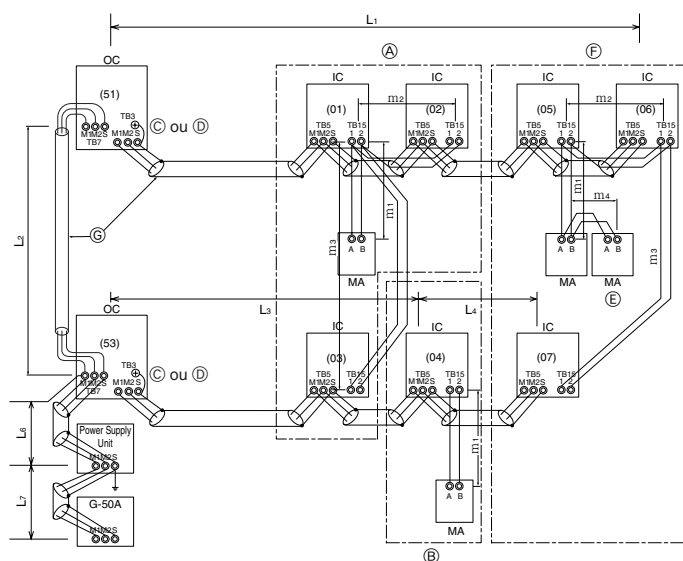 L1
A
F
OC
IC
IC
IC
IC
(51)
(01)
(02)
(05)
(06)
m2
m2
TB3
C ou D
TB5
M1M2S
TB15
1 2
TB5
M1M2S
TB15
1 2
TB5
M1M2S
TB15
1 2
TB5
M1M2S
TB15
1 2
M1M2S
TB7
M1M2S
m1
m1
m4
m3
m3
L2
G
A B
MA
A B
MA
A B
MA
E
L3
L4
OC
IC
IC
IC
(53)
(03)
(04)
(07)
TB3
C ou D
TB5
M1M2S
TB15
1 2
TB5
M1M2S
TB15
1 2
TB5
M1M2S
TB15
1 2
M1M2S
TB7
M1M2S
L6
Power Supply
Unit
M1M2S
m1
L7
G-50A
M1M2S
A B
MA
B